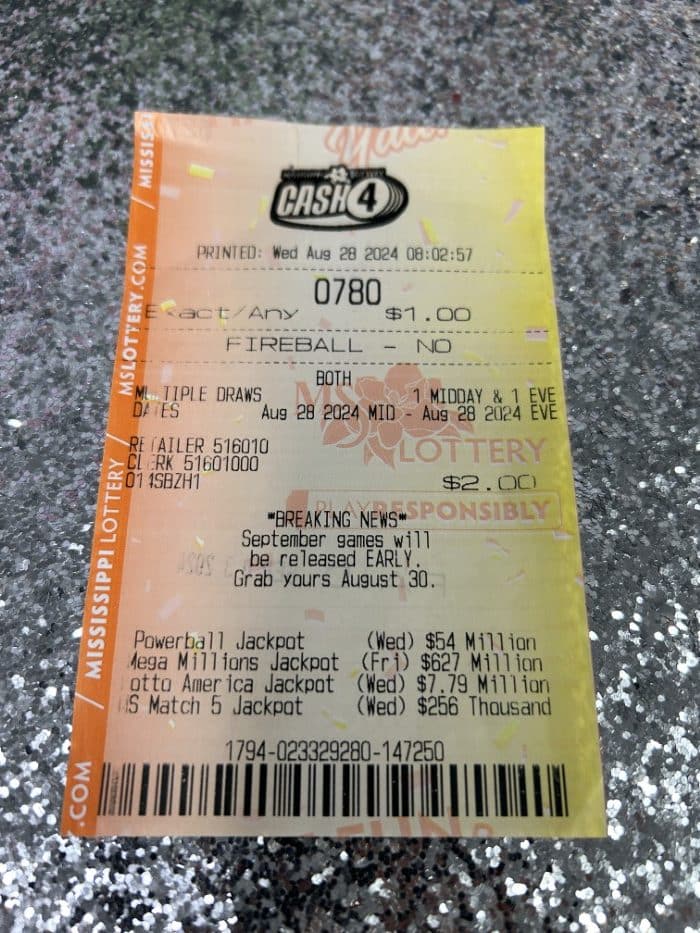 CASH 4
PRINTED: Wed Aug 28 2024 08:02:57
0780
Exact/Any $1.00
FIREBALL - NO
BOTH
MULTIPLE DRAWS 1 MIDDAY & 1 EVE
DATES Aug 28 2024 MID - Aug 28 2024 EVE
MS LOTTERY
RETAILER 516010
CLERK 51601000
$2.00
PLAY RESPONSIBLY
*BREAKING NEWS*
September games will
be released EARLY.
Grab yours August 30.
Powerball Jackpot (Wed) $54 Million
Mega Millions Jackpot (Fri) $627 Million
otto America Jackpot (Wed) $7.79 Million
MS Match 5 Jackpot (Wed) $256 Thousand
1794-023329280-147250
.COM / MISSISSIPPI LOTTERY / MSLOTTERY.COM / MISSIS